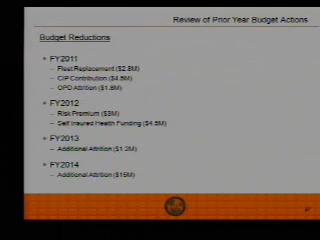 Review of Prior Year Budget Actions
Budget Reductions
• FY2011
– Fleet Replacement ($2.8M)
– CIP Contribution ($4.5M)
– OPD Attrition ($1.8M)
• FY2012
– Risk Premium ($3M)
– Self Insured Health Funding ($4.5M)
• FY2013
– Additional Attrition ($1.2M)
• FY2014
– Additional Attrition ($15M)